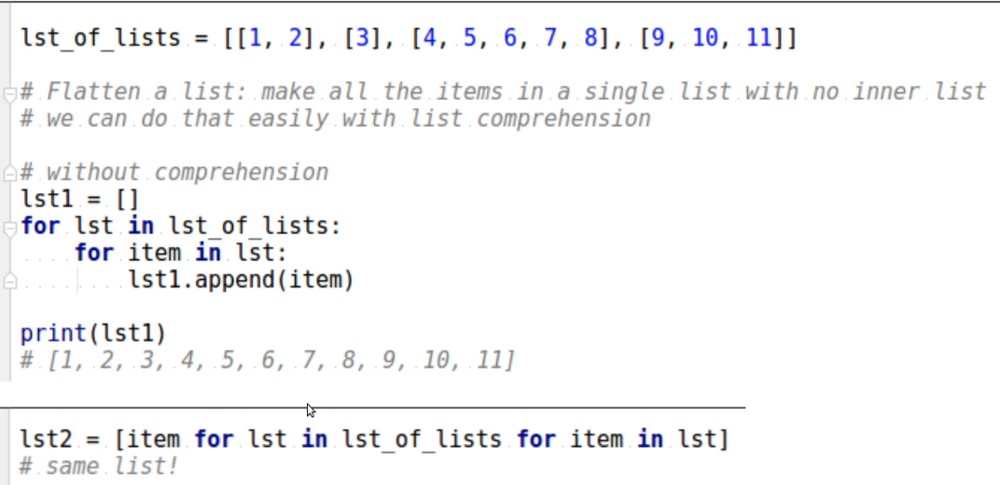 lst_of_lists = [[1, 2], [3], [4, 5, 6, 7, 8], [9, 10, 11]]
# Flatten a list: make all the items in a single list with no inner list
# we can do that easily with list comprehension
# without comprehension
lst1 = []
for lst in lst_of_lists:
    for item in lst:
        lst1.append(item)
print(lst1)
# [1, 2, 3, 4, 5, 6, 7, 8, 9, 10, 11]
lst2 = [item for lst in lst_of_lists for item in lst]
# same list!